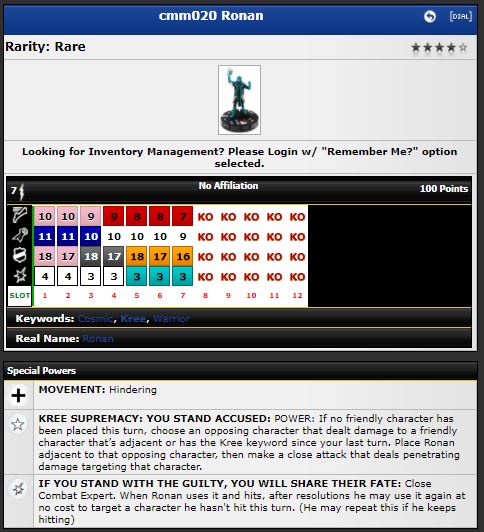 cmm020 Ronan
[DIAL]
Rarity: Rare
Looking for Inventory Management? Please Login w/ "Remember Me?" option
selected.
7 No Affiliation 100 Points
10 10 9 9 8 8 7 KO KO KO KO KO
11 11 10 10 10 10 9 KO KO KO KO KO
18 17 18 17 18 17 16 KO KO KO KO KO
4 4 3 3 3 3 3 KO KO KO KO KO
SLOT 1 2 3 4 5 6 7 8 9 10 11 12
Keywords: Cosmic, Kree, Warrior
Real Name: Ronan
Special Powers
MOVEMENT: Hindering
KREE SUPREMACY: YOU STAND ACCUSED: POWER: If no friendly character has
been placed this turn, choose an opposing character that dealt damage to a friendly
character that's adjacent or has the Kree keyword since your last turn. Place Ronan
adjacent to that opposing character, then make a close attack that deals penetrating
damage targeting that character.
IF YOU STAND WITH THE GUILTY, YOU WILL SHARE THEIR FATE: Close
Combat Expert. When Ronan uses it and hits, after resolutions he may use it again at
no cost to target a character he hasn't hit this turn. (He may repeat this if he keeps
hitting)